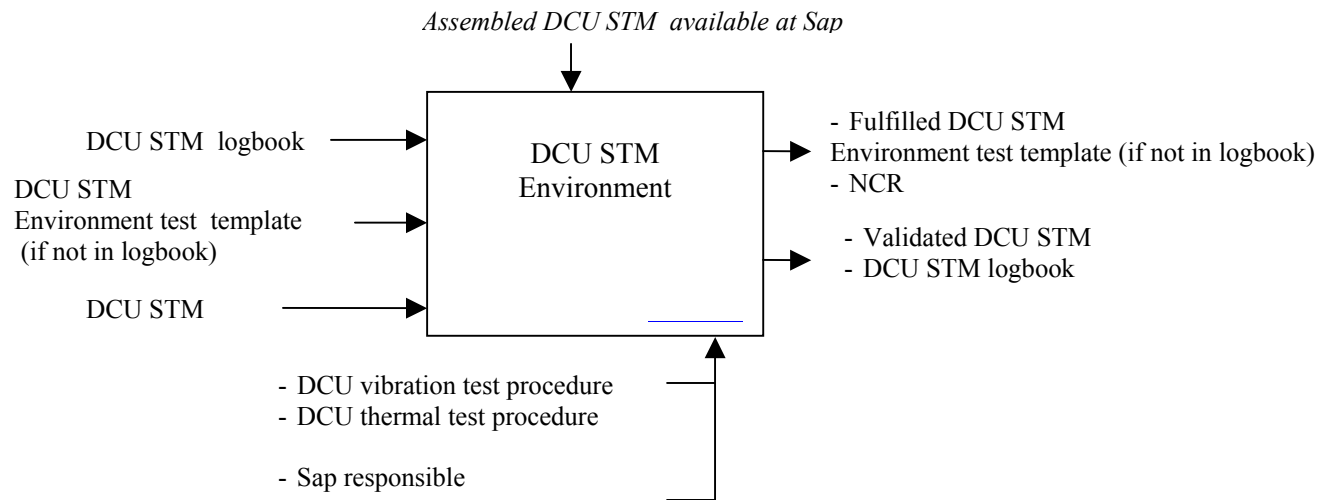 Assembled DCU STM available at Sap
DCU STM logbook
DCU STM
Environment test template
(if not in logbook)
DCU STM
DCU STM
Environment
- Fulfilled DCU STM
Environment test template (if not in logbook)
- NCR
- Validated DCU STM
- DCU STM logbook
- DCU vibration test procedure
- DCU thermal test procedure
- Sap responsible